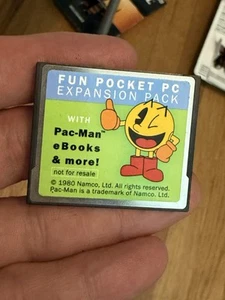 FUN POCKET PC
EXPANSION PACK
WITH
Pac-Man
eBooks
& more!
not for resale
© 1980 Namco, Ltd. All rights reserved.
Pac-Man is a trademark of Namco, Ltd.